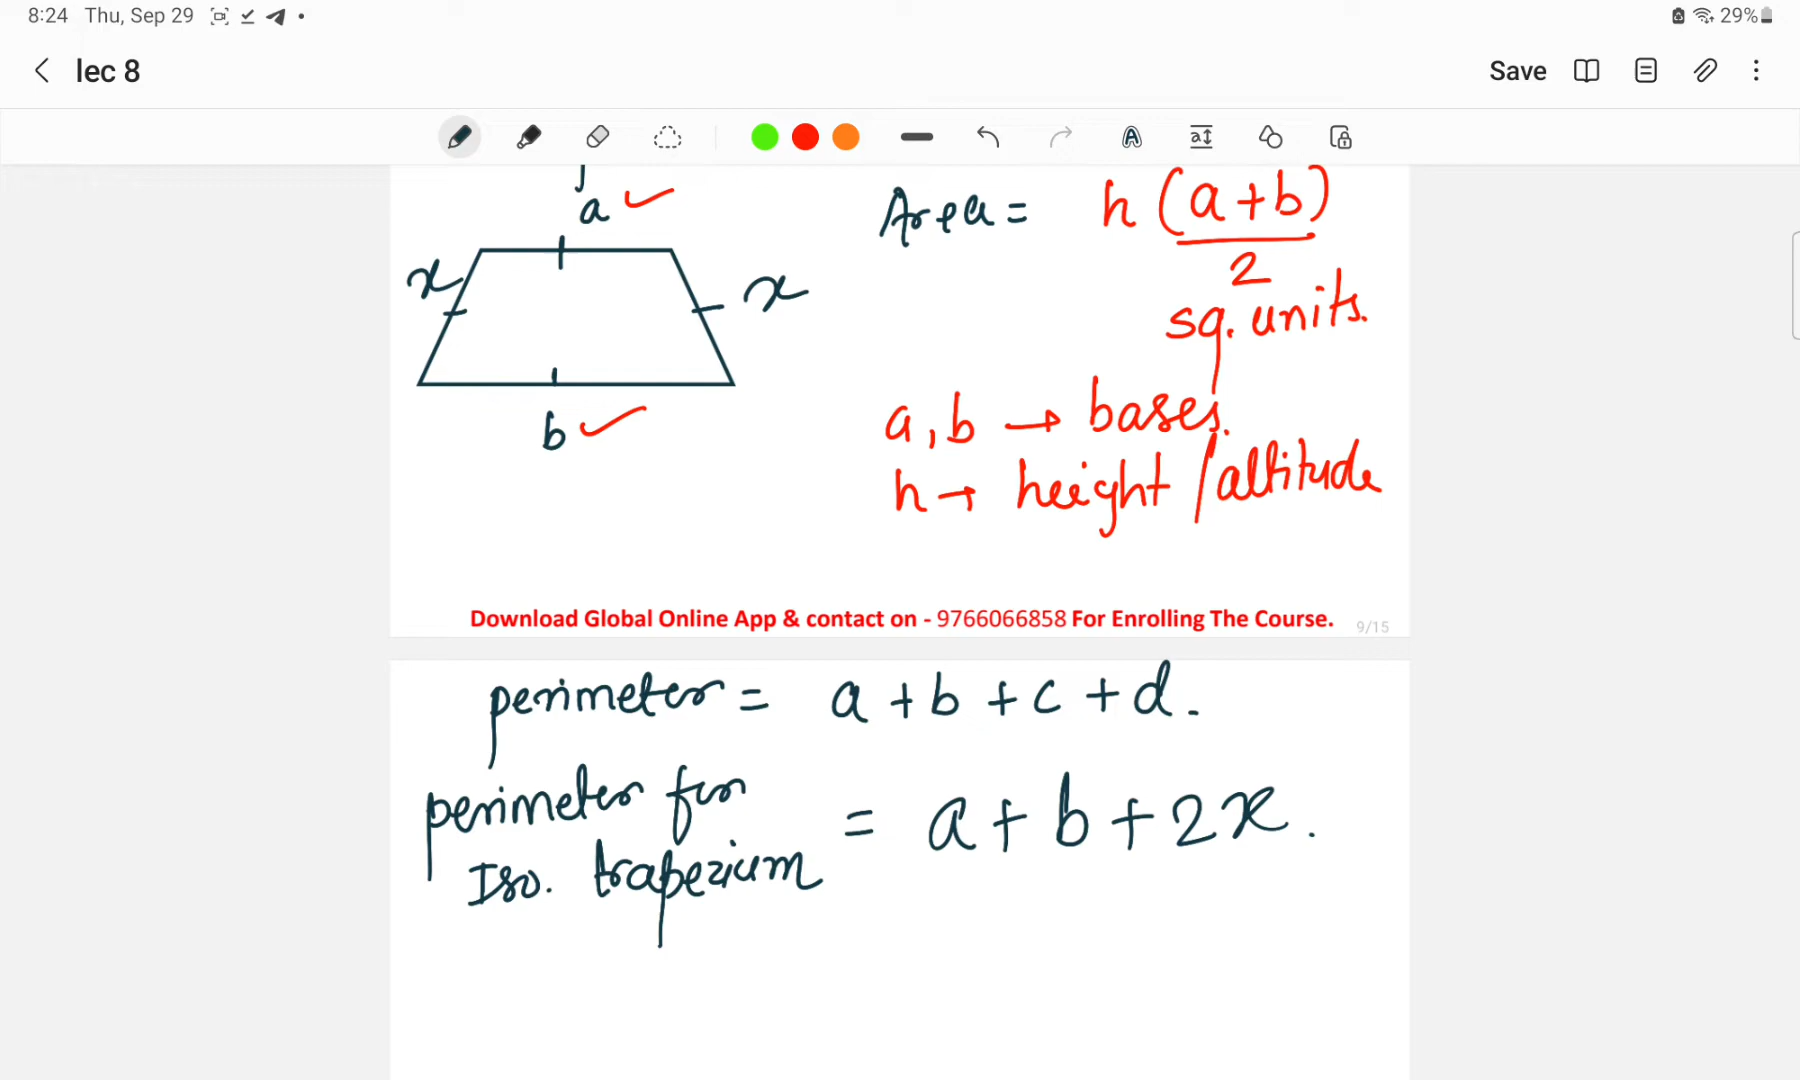 8:24 Thu, Sep 29 29%
lec 8
Save
a
Area = h (a+b)
2
sq. units.
x x
b
a, b → bases.
h → height / altitude
Download Global Online App & contact on - 9766066858 For Enrolling The Course.
9/15
perimeter = a + b + c + d.
perimeter for
Iso. trapezium = a + b + 2x.